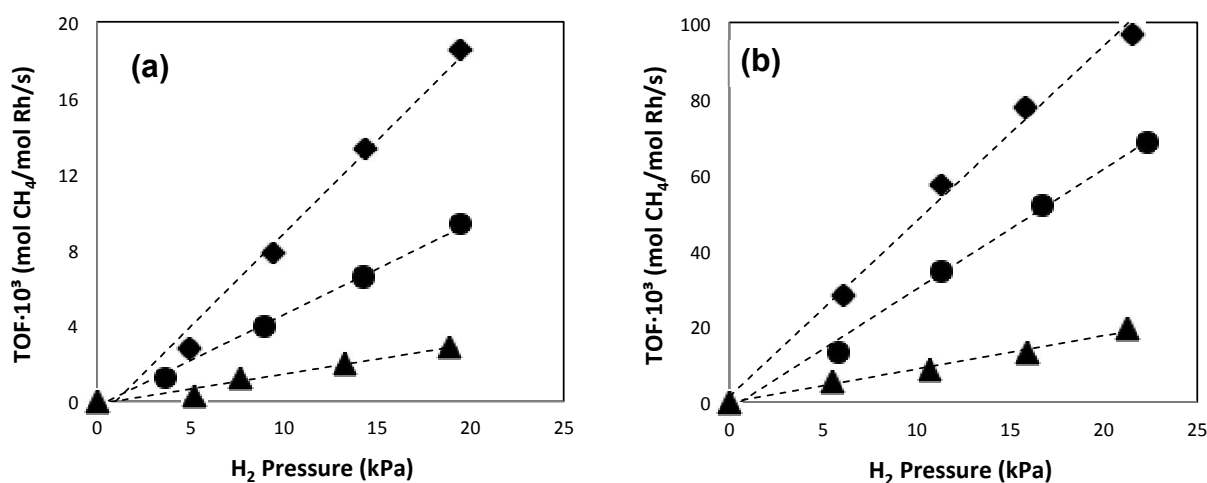 (a)
TOF·10³ (mol CH₄/mol Rh/s)
20
16
12
8
4
0
0 5 10 15 20 25
H₂ Pressure (kPa)
(b)
TOF·10³ (mol CH₄/mol Rh/s)
100
80
60
40
20
0
0 5 10 15 20 25
H₂ Pressure (kPa)